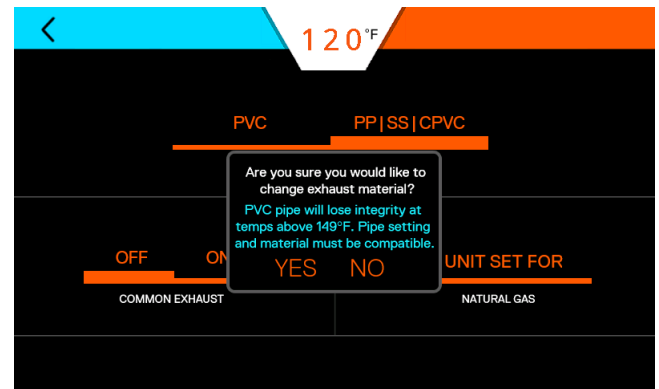 120°F
PVC PP|SS|CPVC
Are you sure you would like to
change exhaust material?
PVC pipe will lose integrity at
temps above 149°F. Pipe setting
and material must be compatible.
YES NO
OFF ON
COMMON EXHAUST
UNIT SET FOR
NATURAL GAS